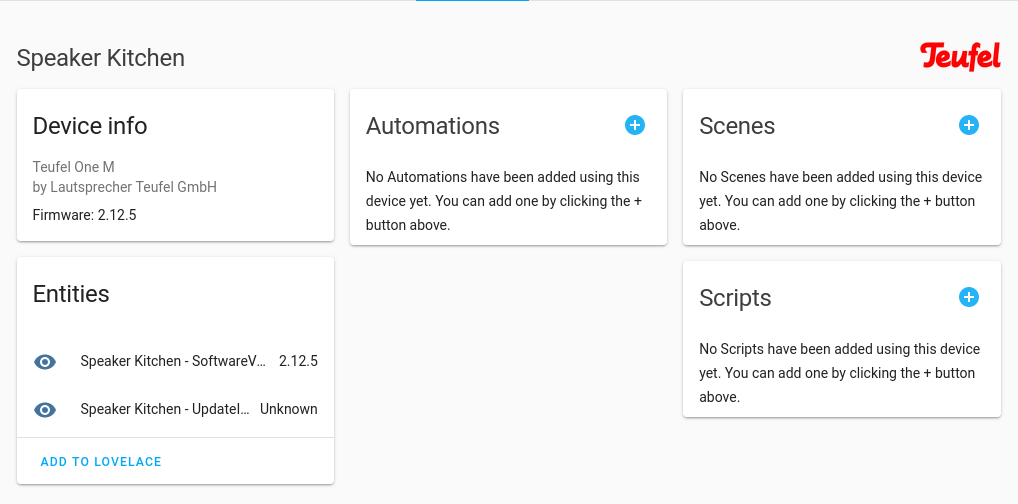 Speaker Kitchen
Teufel
Device info
Teufel One M
by Lautsprecher Teufel GmbH
Firmware: 2.12.5
Automations
No Automations have been added using this
device yet. You can add one by clicking the +
button above.
Scenes
No Scenes have been added using this device
yet. You can add one by clicking the + button
above.
Entities
Speaker Kitchen - SoftwareV... 2.12.5
Speaker Kitchen - UpdateI... Unknown
ADD TO LOVELACE
Scripts
No Scripts have been added using this device
yet. You can add one by clicking the + button
above.